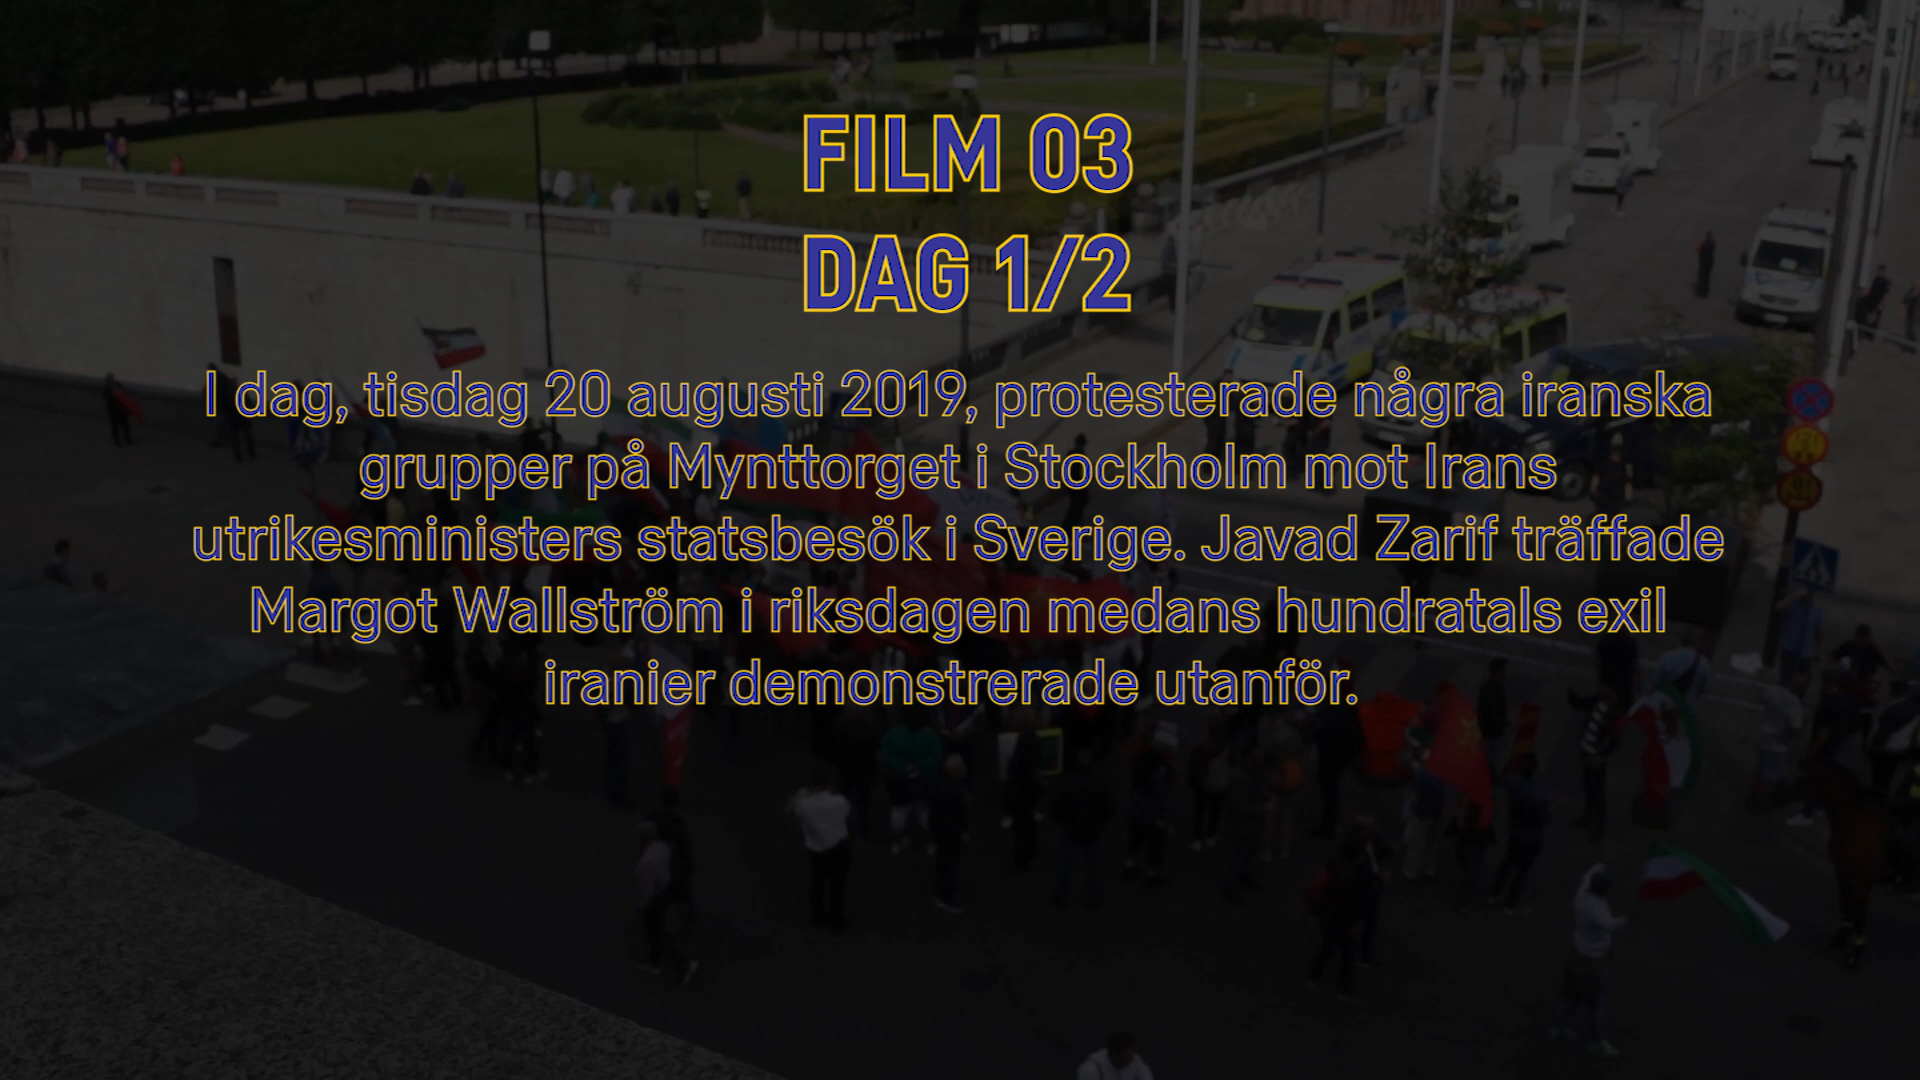 FILM 03
DAG 1/2
I dag, tisdag 20 augusti 2019, protesterade några iranska
grupper på Mynttorget i Stockholm mot Irans
utrikesministers statsbesök i Sverige. Javad Zarif träffade
Margot Wallström i riksdagen medans hundratals exil
iranier demonstrerade utanför.